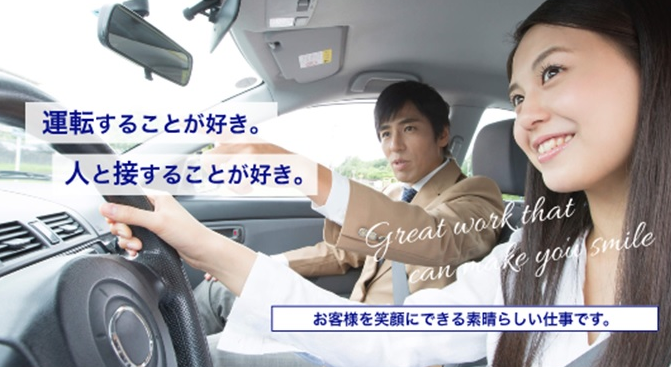 運転することが好き。
人と接することが好き。
Great work that
can make you smile
お客様を笑顔にできる素晴らしい仕事です。